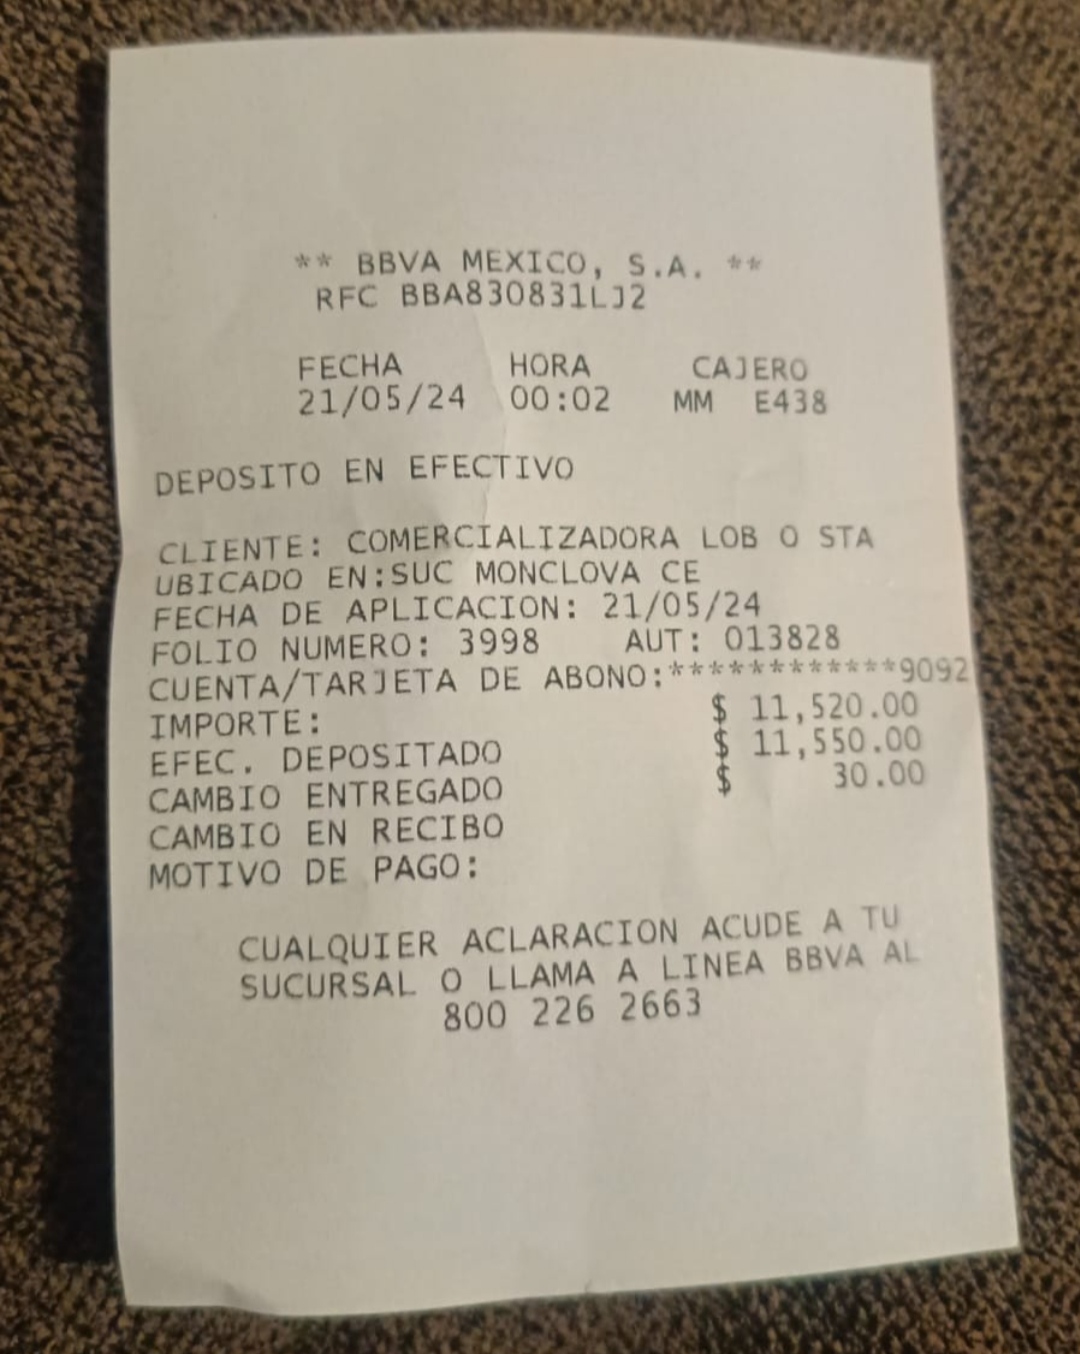 ** BBVA MEXICO, S.A. **
RFC BBA830831LJ2
FECHA HORA CAJERO
21/05/24 00:02 MM E438
DEPOSITO EN EFECTIVO
CLIENTE: COMERCIALIZADORA LOB O STA
UBICADO EN:SUC MONCLOVA CE
FECHA DE APLICACION: 21/05/24
FOLIO NUMERO: 3998 AUT: 013828
CUENTA/TARJETA DE ABONO:************9092
IMPORTE: $ 11,520.00
EFEC. DEPOSITADO $ 11,550.00
CAMBIO ENTREGADO $ 30.00
CAMBIO EN RECIBO
MOTIVO DE PAGO:
CUALQUIER ACLARACION ACUDE A TU
SUCURSAL O LLAMA A LINEA BBVA AL
800 226 2663